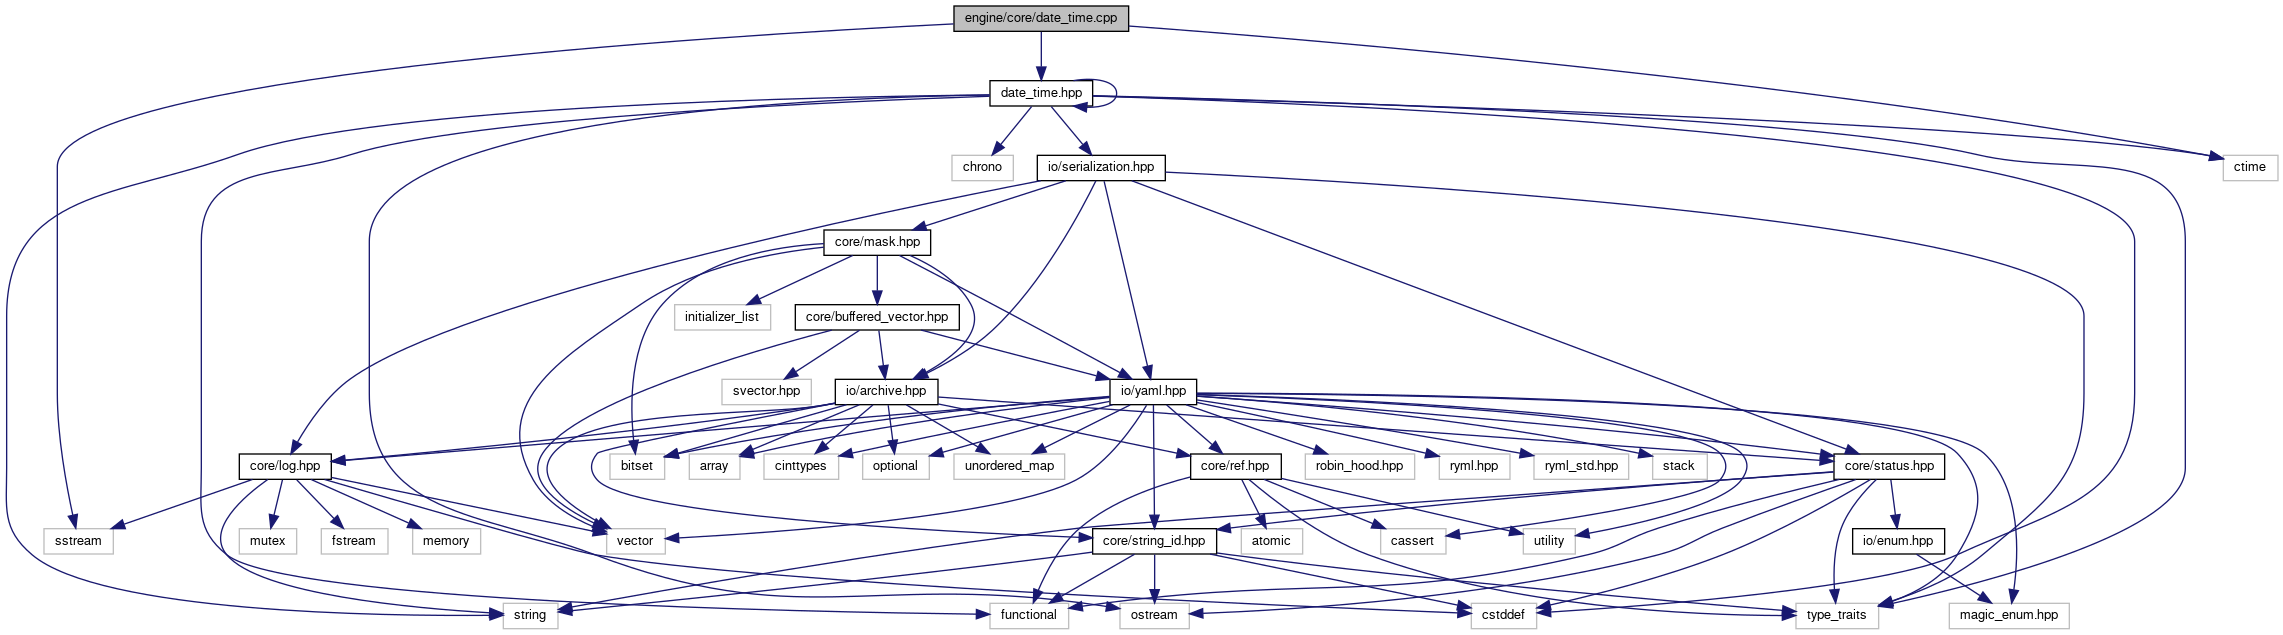 engine/core/date_time.cpp
date_time.hpp
chrono
io/serialization.hpp
ctime
core/mask.hpp
initializer_list
core/buffered_vector.hpp
svector.hpp
io/archive.hpp
io/yaml.hpp
core/log.hpp
bitset
array
cinttypes
optional
unordered_map
core/ref.hpp
robin_hood.hpp
ryml.hpp
ryml_std.hpp
stack
core/status.hpp
sstream
mutex
fstream
memory
vector
core/string_id.hpp
atomic
cassert
utility
io/enum.hpp
string
functional
ostream
cstddef
type_traits
magic_enum.hpp